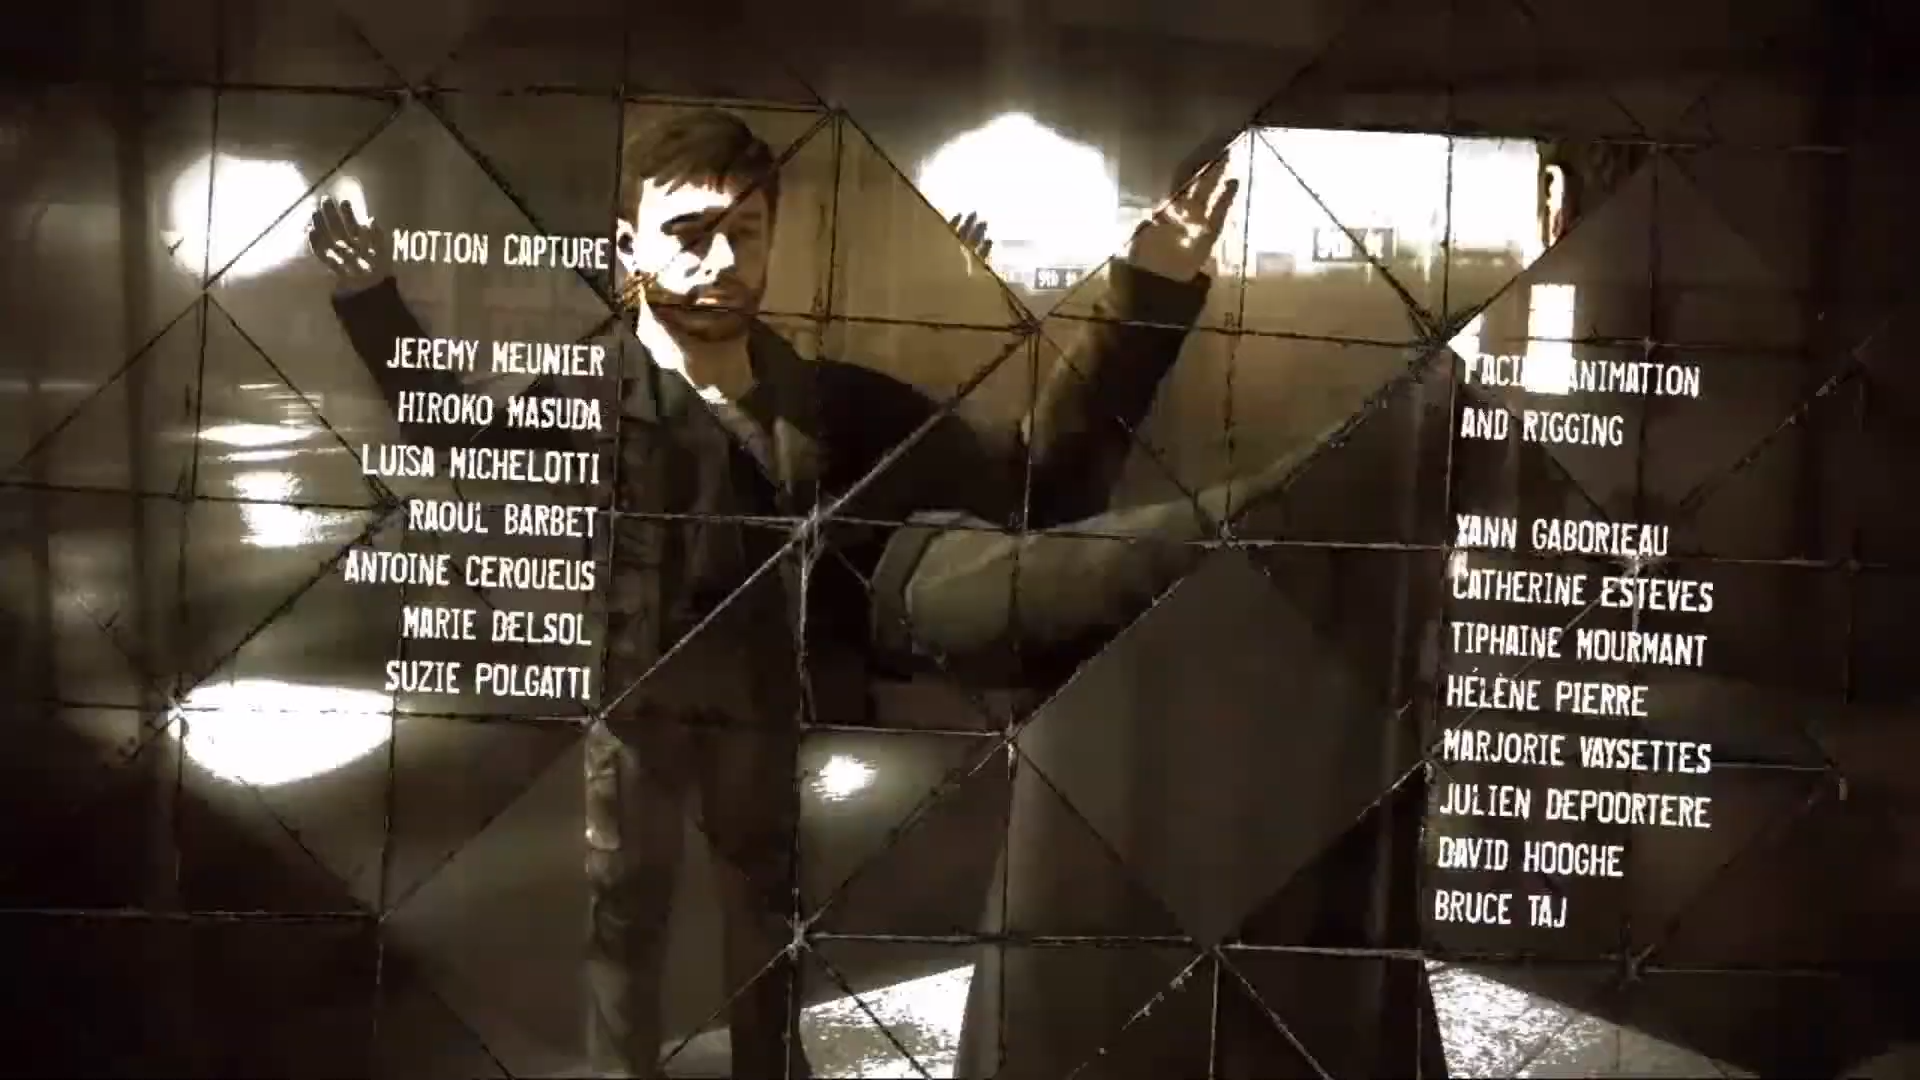 MOTION CAPTURE
JEREMY MEUNIER
HIROKO MASUDA
LUISA MICHELOTTI
RAOUL BARBET
ANTOINE CERQUEUS
MARIE DELSOL
SUZIE POLGATTI
ANIMATION
AND RIGGING
YANN GABORIEAU
CATHERINE ESTEVES
TIPHAINE MOURMANT
HÉLÈNE PIERRE
MARJORIE VAYSETTES
JULIEN DEPOORTERE
DAVID HOOGHE
BRUCE TAJ